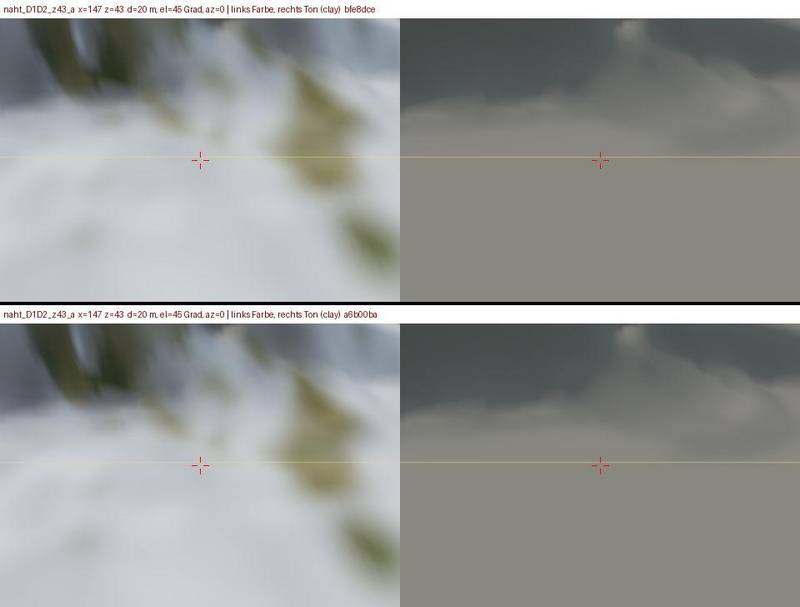 naht_D1D2_z43_a x=147 z=43 d=20 m, el=45 Grad, az=0 | links Farbe, rechts Ton (clay) bfe8dce
naht_D1D2_z43_a x=147 z=43 d=20 m, el=45 Grad, az=0 | links Farbe, rechts Ton (clay) a6b00ba